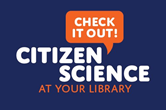 CHECK
IT OUT!
CITIZEN
SCIENCE
AT YOUR LIBRARY